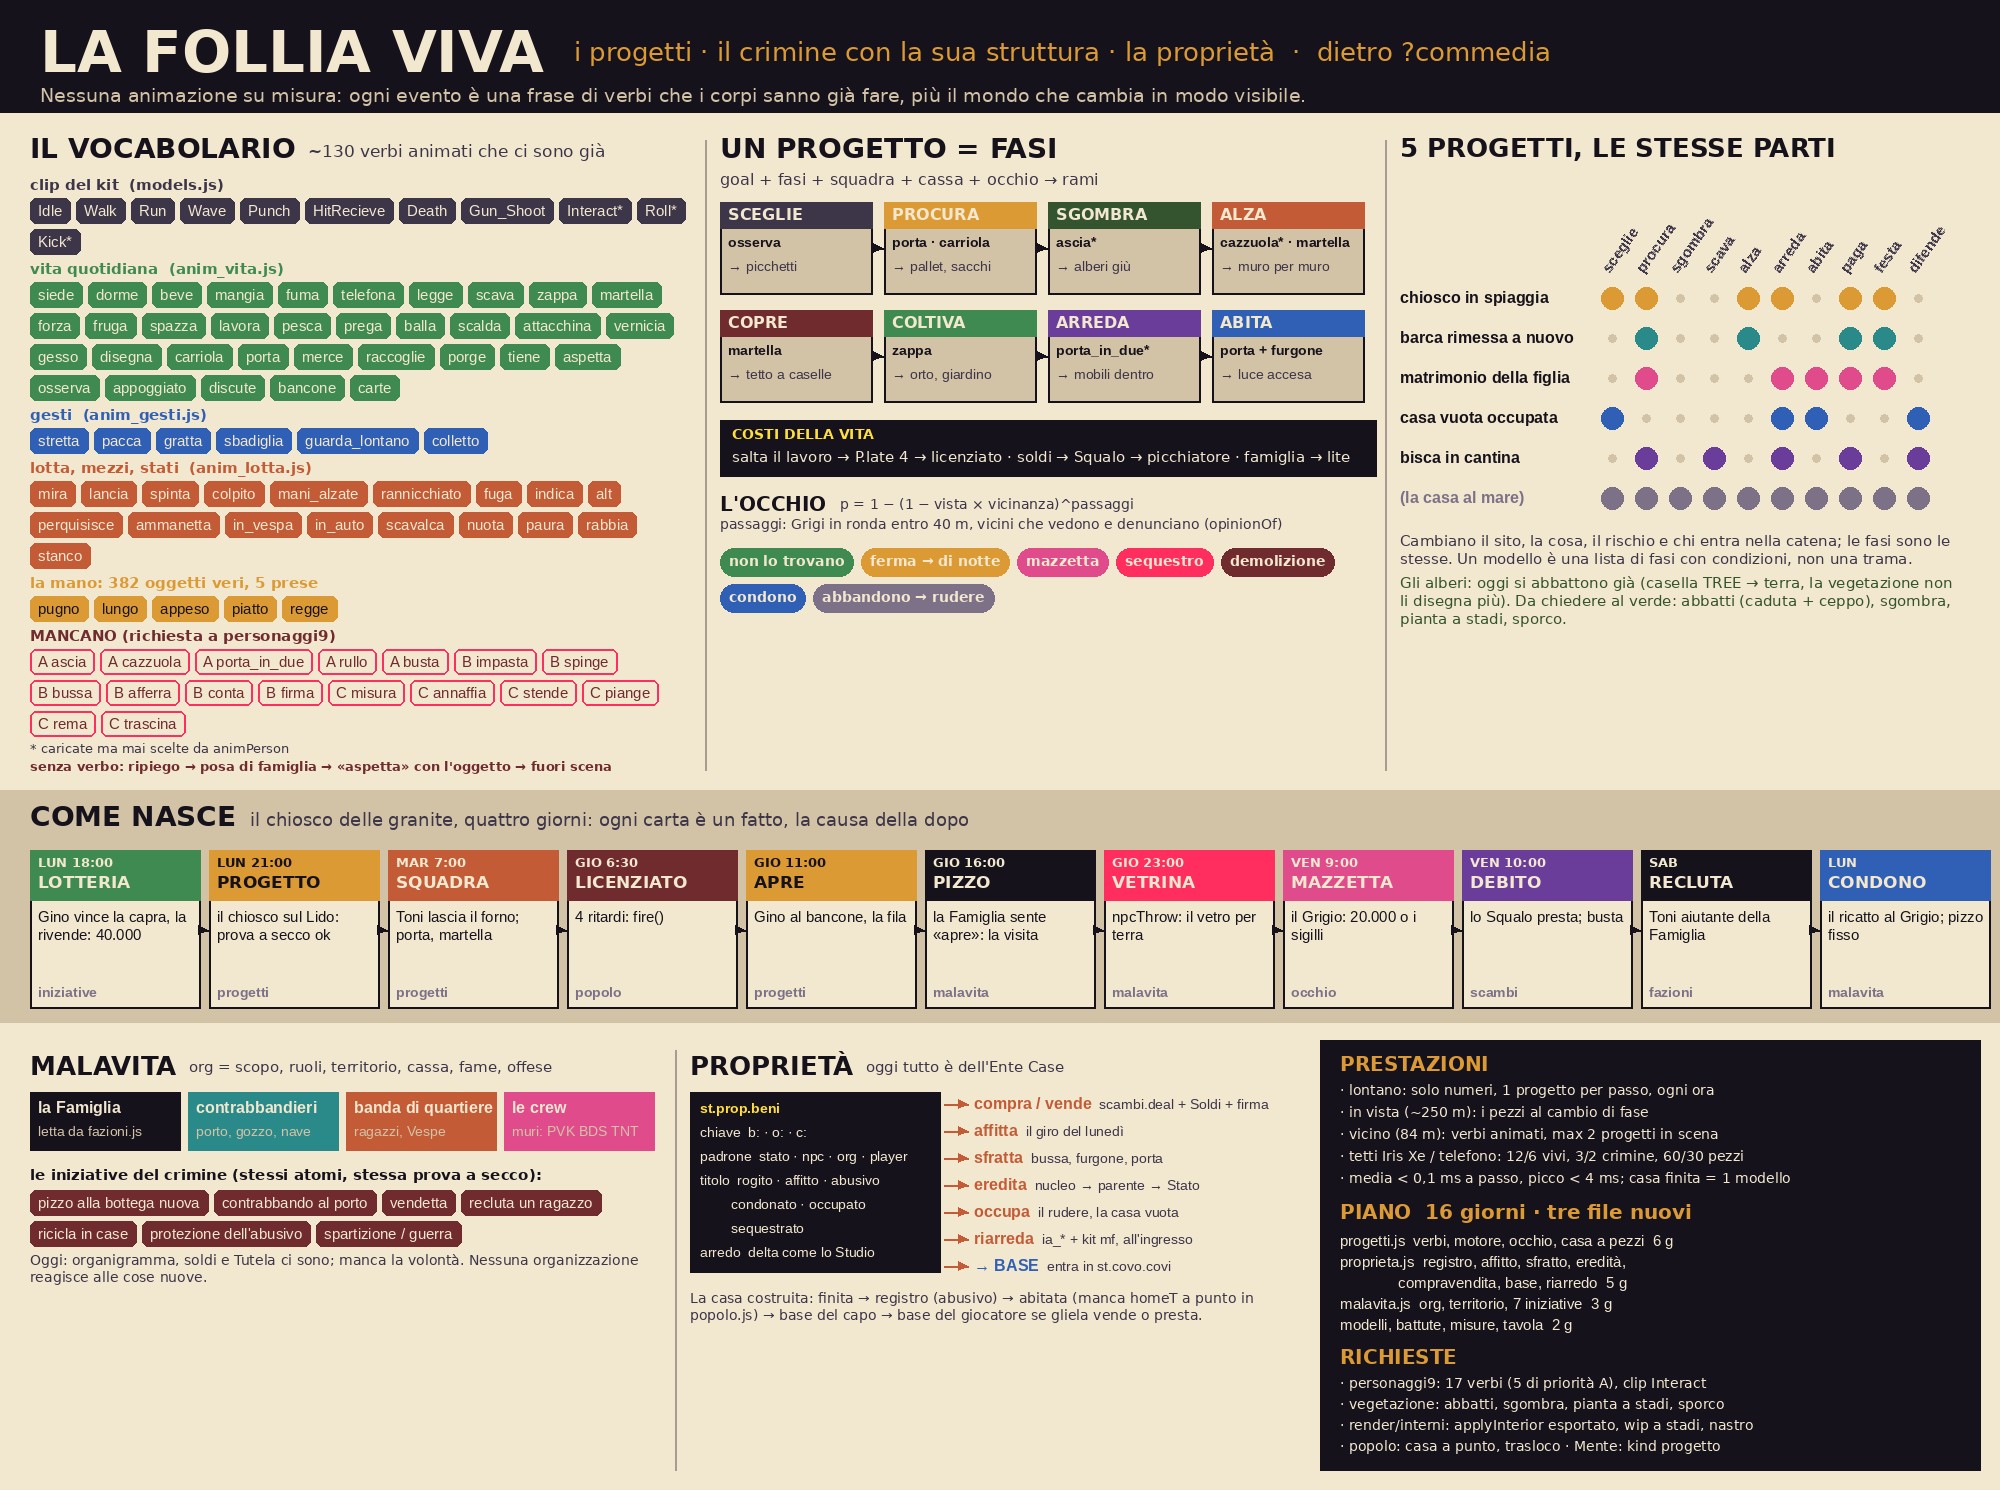 LA FOLLIA VIVA i progetti · il crimine con la sua struttura · la proprietà · dietro ?commedia
Nessuna animazione su misura: ogni evento è una frase di verbi che i corpi sanno già fare, più il mondo che cambia in modo visibile.
IL VOCABOLARIO ~130 verbi animati che ci sono già
clip del kit (models.js)
Idle Walk Run Wave Punch HitRecieve Death Gun_Shoot Interact* Roll*
Kick*
vita quotidiana (anim_vita.js)
siede dorme beve mangia fuma telefona legge scava zappa martella
forza fruga spazza lavora pesca prega balla scalda attacchina vernicia
gesso disegna carriola porta merce raccoglie porge tiene aspetta
osserva appoggiato discute bancone carte
gesti (anim_gesti.js)
stretta pacca gratta sbadiglia guarda_lontano colletto
lotta, mezzi, stati (anim_lotta.js)
mira lancia spinta colpito mani_alzate rannicchiato fuga indica alt
perquisisce ammanetta in_vespa in_auto scavalca nuota paura rabbia
stanco
la mano: 382 oggetti veri, 5 prese
pugno lungo appeso piatto regge
MANCANO (richiesta a personaggi9)
A ascia A cazzuola A porta_in_due A rullo A busta B impasta B spinge
B bussa B afferra B conta B firma C misura C annaffia C stende C piange
C rema C trascina
* caricate ma mai scelte da animPerson
senza verbo: ripiego → posa di famiglia → «aspetta» con l'oggetto → fuori scena
UN PROGETTO = FASI
goal + fasi + squadra + cassa + occhio → rami
SCEGLIE PROCURA SGOMBRA ALZA
osserva porta · carriola ascia* cazzuola* · martella
→ picchetti → pallet, sacchi → alberi giù → muro per muro
COPRE COLTIVA ARREDA ABITA
martella zappa porta_in_due* porta + furgone
→ tetto a caselle → orto, giardino → mobili dentro → luce accesa
COSTI DELLA VITA
salta il lavoro → P.late 4 → licenziato · soldi → Squalo → picchiatore · famiglia → lite
L'OCCHIO p = 1 − (1 − vista × vicinanza)^passaggi
passaggi: Grigi in ronda entro 40 m, vicini che vedono e denunciano (opinionOf)
non lo trovano ferma → di notte mazzetta sequestro demolizione
condono abbandono → rudere
5 PROGETTI, LE STESSE PARTI
sceglie procura sgombra scava alza arreda abita paga festa difende
chiosco in spiaggia
barca rimessa a nuovo
matrimonio della figlia
casa vuota occupata
bisca in cantina
(la casa al mare)
Cambiano il sito, la cosa, il rischio e chi entra nella catena; le fasi sono le
stesse. Un modello è una lista di fasi con condizioni, non una trama.
Gli alberi: oggi si abbattono già (casella TREE → terra, la vegetazione non
li disegna più). Da chiedere al verde: abbatti (caduta + ceppo), sgombra,
pianta a stadi, sporco.
COME NASCE il chiosco delle granite, quattro giorni: ogni carta è un fatto, la causa della dopo
LUN 18:00
LOTTERIA
Gino vince la capra, la
rivende: 40.000
iniziative
LUN 21:00
PROGETTO
il chiosco sul Lido:
prova a secco ok
progetti
MAR 7:00
SQUADRA
Toni lascia il forno;
porta, martella
progetti
GIO 6:30
LICENZIATO
4 ritardi: fire()
popolo
GIO 11:00
APRE
Gino al bancone, la fila
progetti
GIO 16:00
PIZZO
la Famiglia sente
«apre»: la visita
malavita
GIO 23:00
VETRINA
npcThrow: il vetro per
terra
malavita
VEN 9:00
MAZZETTA
il Grigio: 20.000 o i
sigilli
occhio
VEN 10:00
DEBITO
lo Squalo presta; busta
scambi
SAB
RECLUTA
Toni aiutante della
Famiglia
fazioni
LUN
CONDONO
il ricatto al Grigio; pizzo
fisso
malavita
MALAVITA org = scopo, ruoli, territorio, cassa, fame, offese
la Famiglia contrabbandieri banda di quartiere le crew
letta da fazioni.js porto, gozzo, nave ragazzi, Vespe muri: PVK BDS TNT
le iniziative del crimine (stessi atomi, stessa prova a secco):
pizzo alla bottega nuova contrabbando al porto vendetta recluta un ragazzo
ricicla in case protezione dell'abusivo spartizione / guerra
Oggi: organigramma, soldi e Tutela ci sono; manca la volontà. Nessuna organizzazione
reagisce alle cose nuove.
PROPRIETÀ oggi tutto è dell'Ente Case
st.prop.beni
chiave b: · o: · c:
padrone stato · npc · org · player
titolo rogito · affitto · abusivo
condonato · occupato
sequestrato
arredo delta come lo Studio
compra / vende scambi.deal + Soldi + firma
affitta il giro del lunedì
sfratta bussa, furgone, porta
eredita nucleo → parente → Stato
occupa il rudere, la casa vuota
riarreda ia_* + kit mf, all'ingresso
→ BASE entra in st.covo.covi
La casa costruita: finita → registro (abusivo) → abitata (manca homeT a punto in
popolo.js) → base del capo → base del giocatore se gliela vende o presta.
PRESTAZIONI
· lontano: solo numeri, 1 progetto per passo, ogni ora
· in vista (~250 m): i pezzi al cambio di fase
· vicino (84 m): verbi animati, max 2 progetti in scena
· tetti Iris Xe / telefono: 12/6 vivi, 3/2 crimine, 60/30 pezzi
· media < 0,1 ms a passo, picco < 4 ms; casa finita = 1 modello
PIANO 16 giorni · tre file nuovi
progetti.js verbi, motore, occhio, casa a pezzi 6 g
proprieta.js registro, affitto, sfratto, eredità,
compravendita, base, riarredo 5 g
malavita.js org, territorio, 7 iniziative 3 g
modelli, battute, misure, tavola 2 g
RICHIESTE
· personaggi9: 17 verbi (5 di priorità A), clip Interact
· vegetazione: abbatti, sgombra, pianta a stadi, sporco
· render/interni: applyInterior esportato, wip a stadi, nastro
· popolo: casa a punto, trasloco · Mente: kind progetto